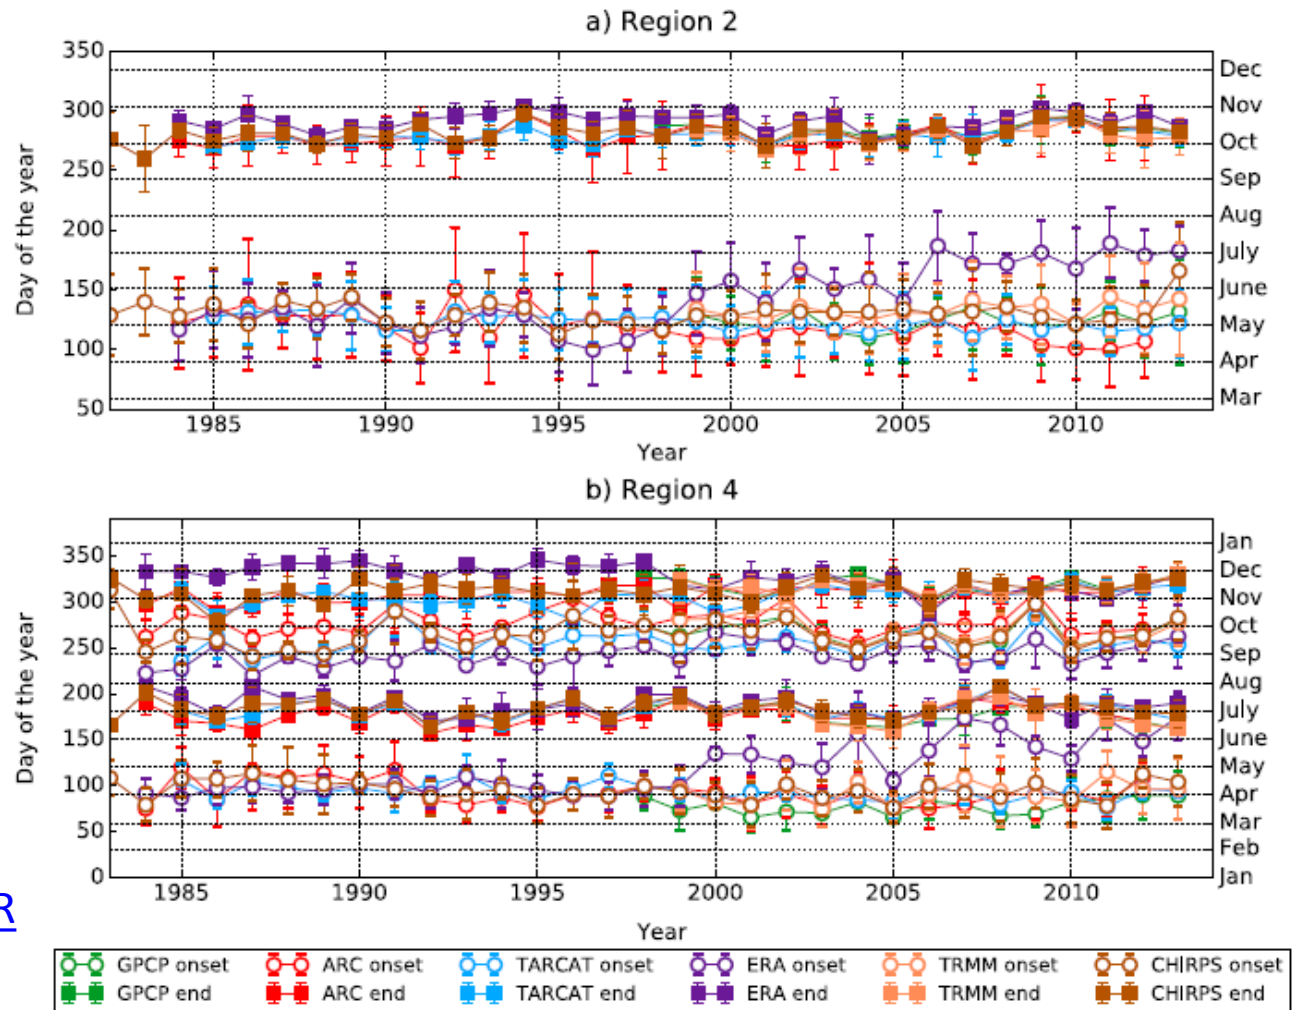 a) Region 2
350
300
250
200
150
100
50
Day of the year
Dec
Nov
Oct
Sep
Aug
July
June
May
Apr
Mar
1985 1990 1995 2000 2005 2010
Year
b) Region 4
350
300
250
200
150
100
50
0
Day of the year
Jan
Dec
Nov
Oct
Sep
Aug
July
June
May
Apr
Mar
Feb
Jan
1985 1990 1995 2000 2005 2010
R
Year
GPCP onset ARC onset TARCAT onset ERA onset TRMM onset CHIRPS onset
GPCP end ARC end TARCAT end ERA end TRMM end CHIRPS end